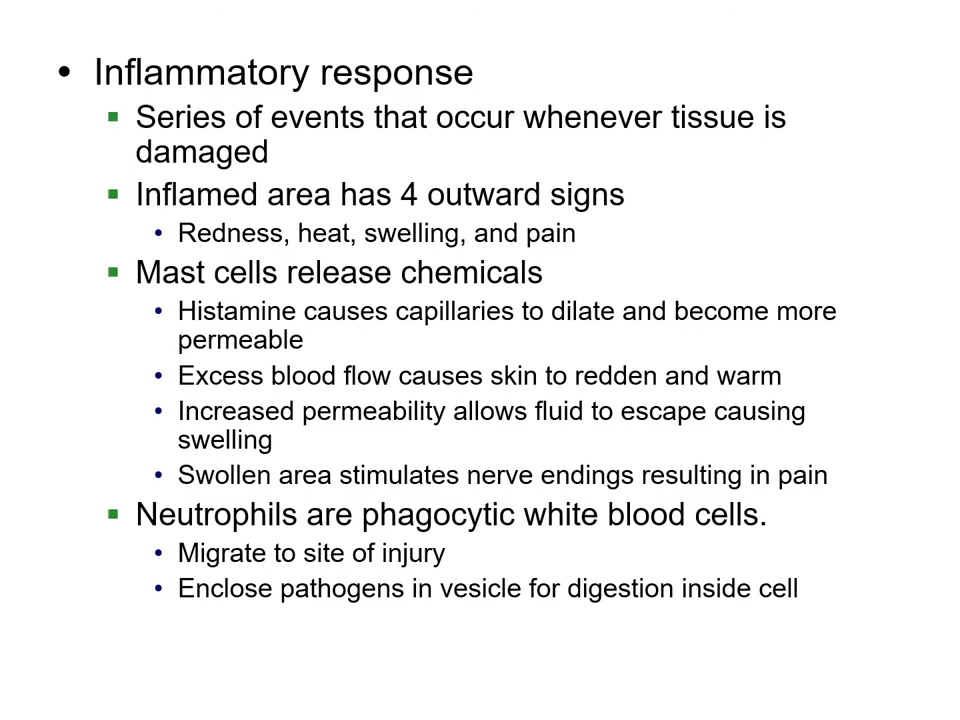 • Inflammatory response
▪ Series of events that occur whenever tissue is
damaged
▪ Inflamed area has 4 outward signs
• Redness, heat, swelling, and pain
▪ Mast cells release chemicals
• Histamine causes capillaries to dilate and become more
permeable
• Excess blood flow causes skin to redden and warm
• Increased permeability allows fluid to escape causing
swelling
• Swollen area stimulates nerve endings resulting in pain
▪ Neutrophils are phagocytic white blood cells.
• Migrate to site of injury
• Enclose pathogens in vesicle for digestion inside cell